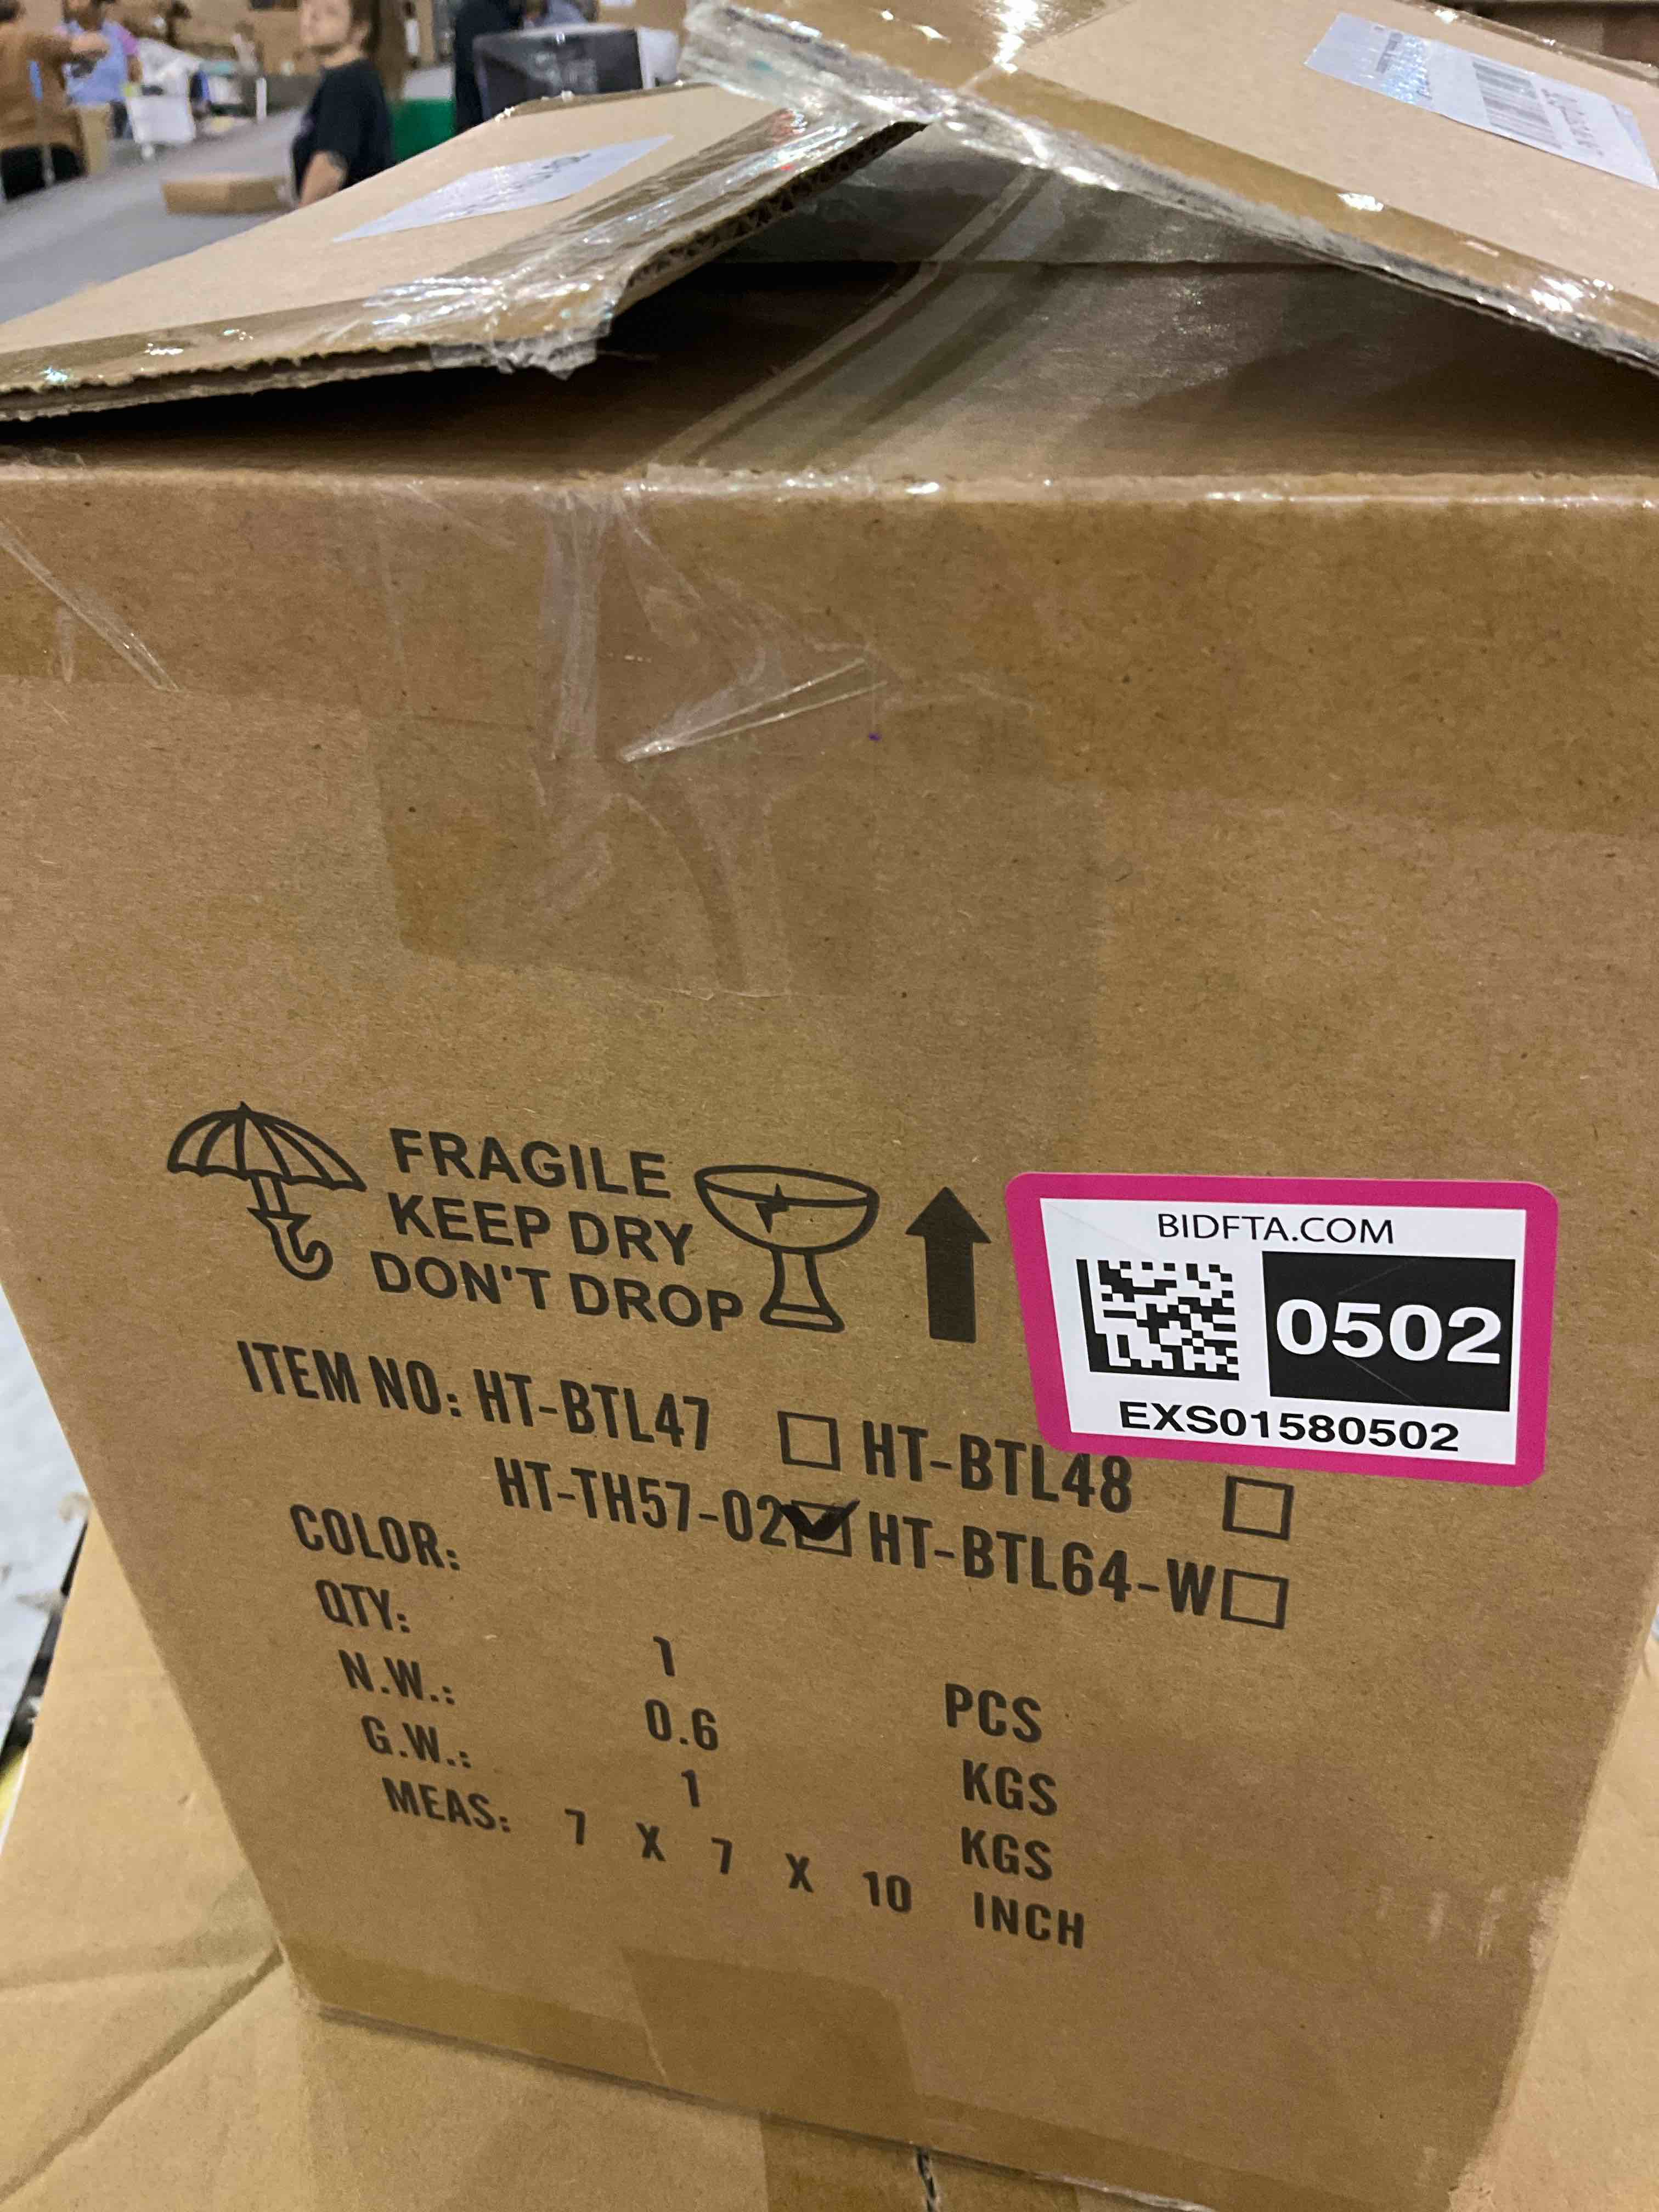 FRAGILE
KEEP DRY
DON'T DROP
BIDFTA.COM
0502
EXS01580502
ITEM NO: HT-BTL47 HT-BTL48
HT-TH57-02 HT-BTL64-W
COLOR:
QTY: 1 PCS
N.W.: 0.6 KGS
G.W.: 1 KGS
MEAS: 7 X 7 X 10 INCH